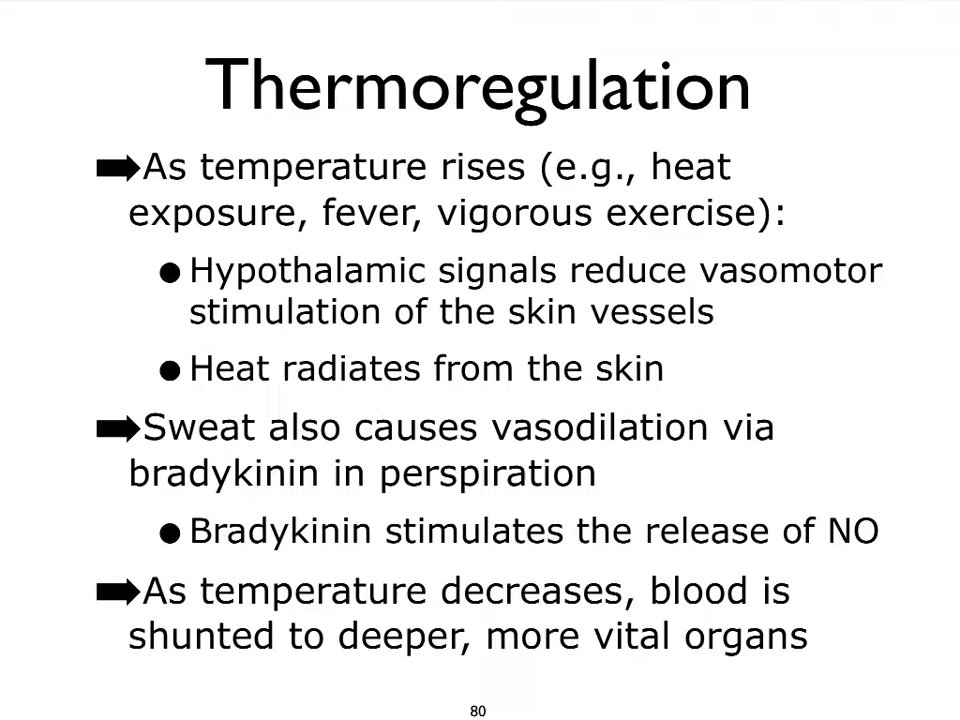 Thermoregulation
➡As temperature rises (e.g., heat
exposure, fever, vigorous exercise):
•Hypothalamic signals reduce vasomotor
stimulation of the skin vessels
•Heat radiates from the skin
➡Sweat also causes vasodilation via
bradykinin in perspiration
•Bradykinin stimulates the release of NO
➡As temperature decreases, blood is
shunted to deeper, more vital organs
80